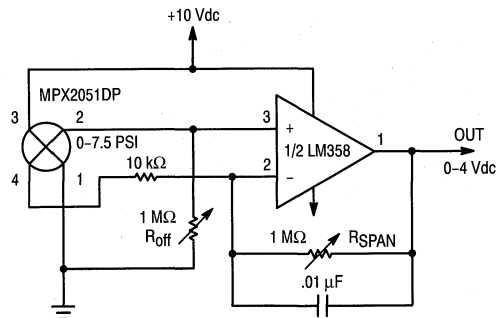 +10 Vdc
MPX2051DP
3
2
0–7.5 PSI
4
1
10 kΩ
3
+
1/2 LM358
2
−
1
OUT
0–4 Vdc
1 MΩ
Roff
1 MΩ
RSPAN
.01 µF